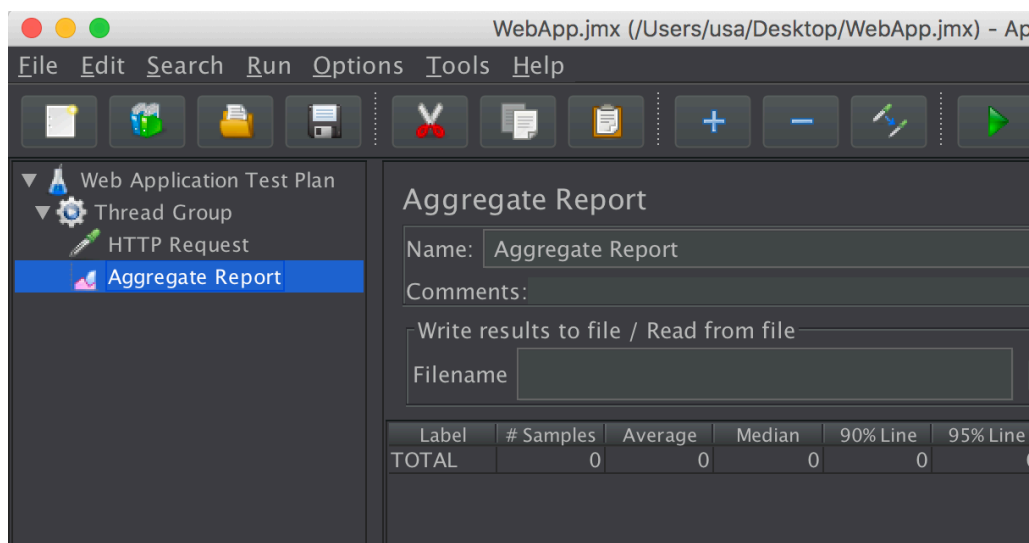 WebApp.jmx (/Users/usa/Desktop/WebApp.jmx) – Ap
File Edit Search Run Options Tools Help
Web Application Test Plan
Thread Group
HTTP Request
Aggregate Report
Aggregate Report
Name: Aggregate Report
Comments:
Write results to file / Read from file
Filename
Label # Samples Average Median 90% Line 95% Line
TOTAL 0 0 0 0